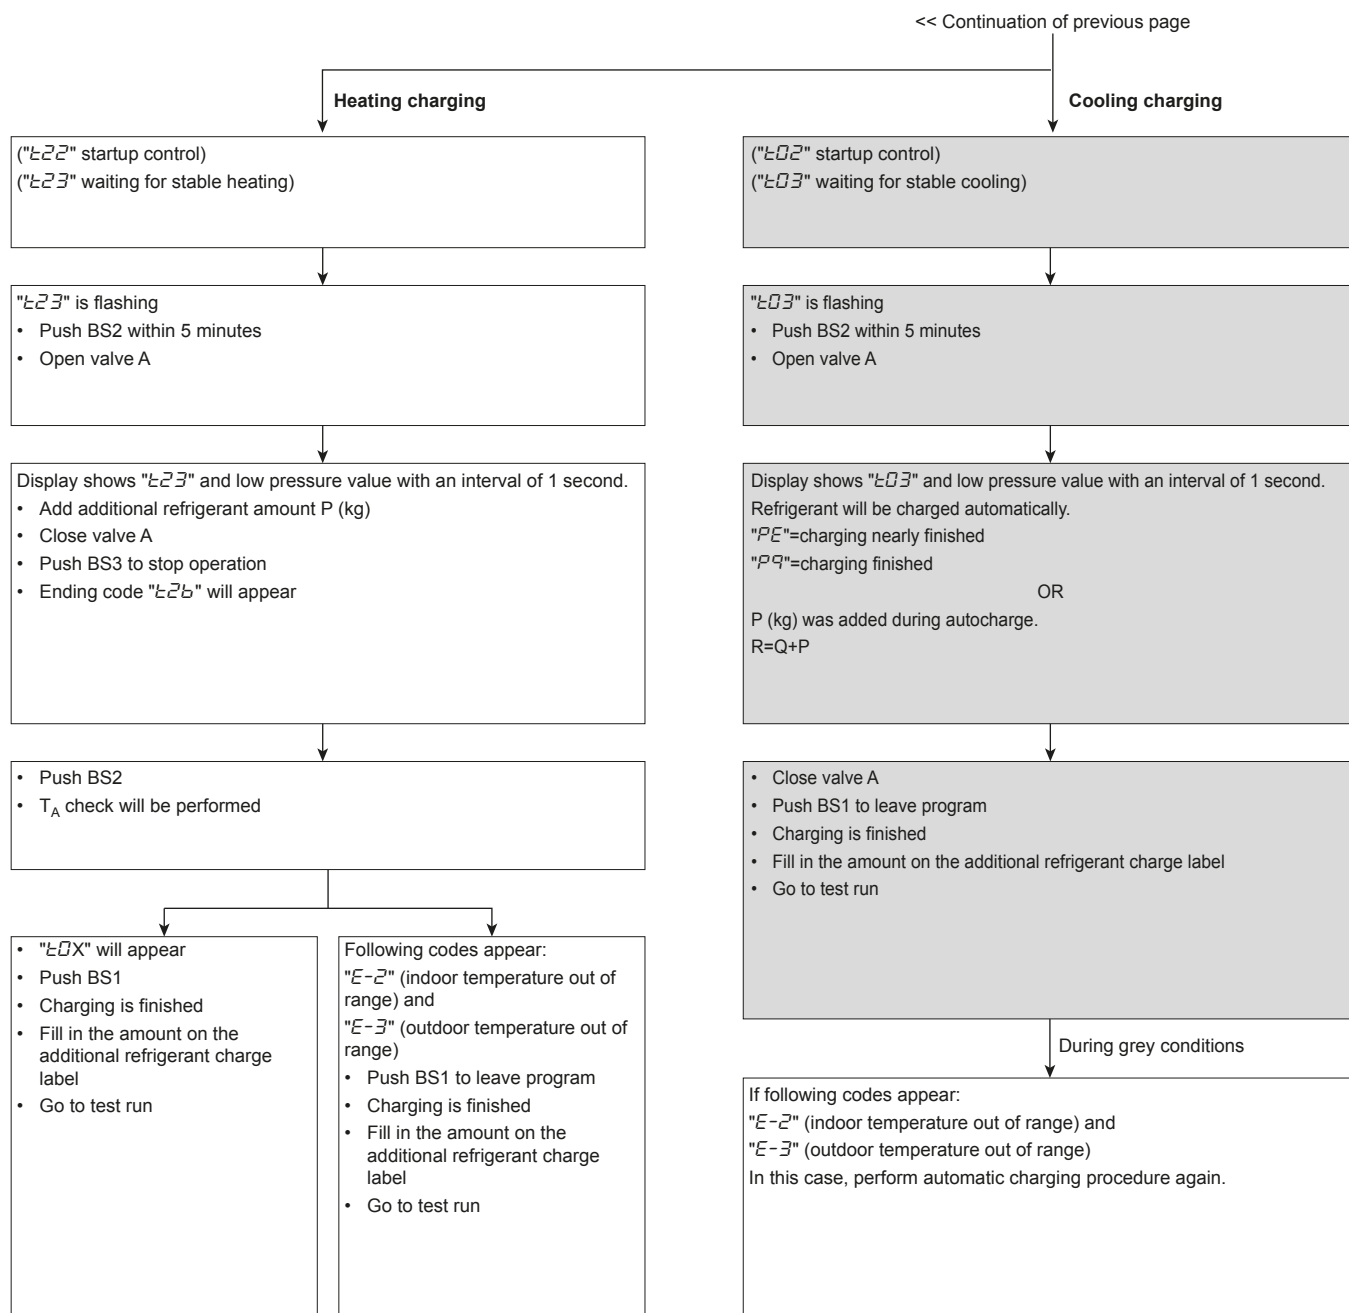 << Continuation of previous page
Heating charging
("t22" startup control)
("t23" waiting for stable heating)
"t23" is flashing
• Push BS2 within 5 minutes
• Open valve A
Display shows "t23" and low pressure value with an interval of 1 second.
• Add additional refrigerant amount P (kg)
• Close valve A
• Push BS3 to stop operation
• Ending code "t26" will appear
• Push BS2
• TA check will be performed
• "t0X" will appear
• Push BS1
• Charging is finished
• Fill in the amount on the
additional refrigerant charge
label
• Go to test run
Following codes appear:
"E-2" (indoor temperature out of
range) and
"E-3" (outdoor temperature out of
range)
• Push BS1 to leave program
• Charging is finished
• Fill in the amount on the
additional refrigerant charge
label
• Go to test run
Cooling charging
("t02" startup control)
("t03" waiting for stable cooling)
"t03" is flashing
• Push BS2 within 5 minutes
• Open valve A
Display shows "t03" and low pressure value with an interval of 1 second.
Refrigerant will be charged automatically.
"PE"=charging nearly finished
"P9"=charging finished
OR
P (kg) was added during autocharge.
R=Q+P
• Close valve A
• Push BS1 to leave program
• Charging is finished
• Fill in the amount on the additional refrigerant charge label
• Go to test run
During grey conditions
If following codes appear:
"E-2" (indoor temperature out of range) and
"E-3" (outdoor temperature out of range)
In this case, perform automatic charging procedure again.